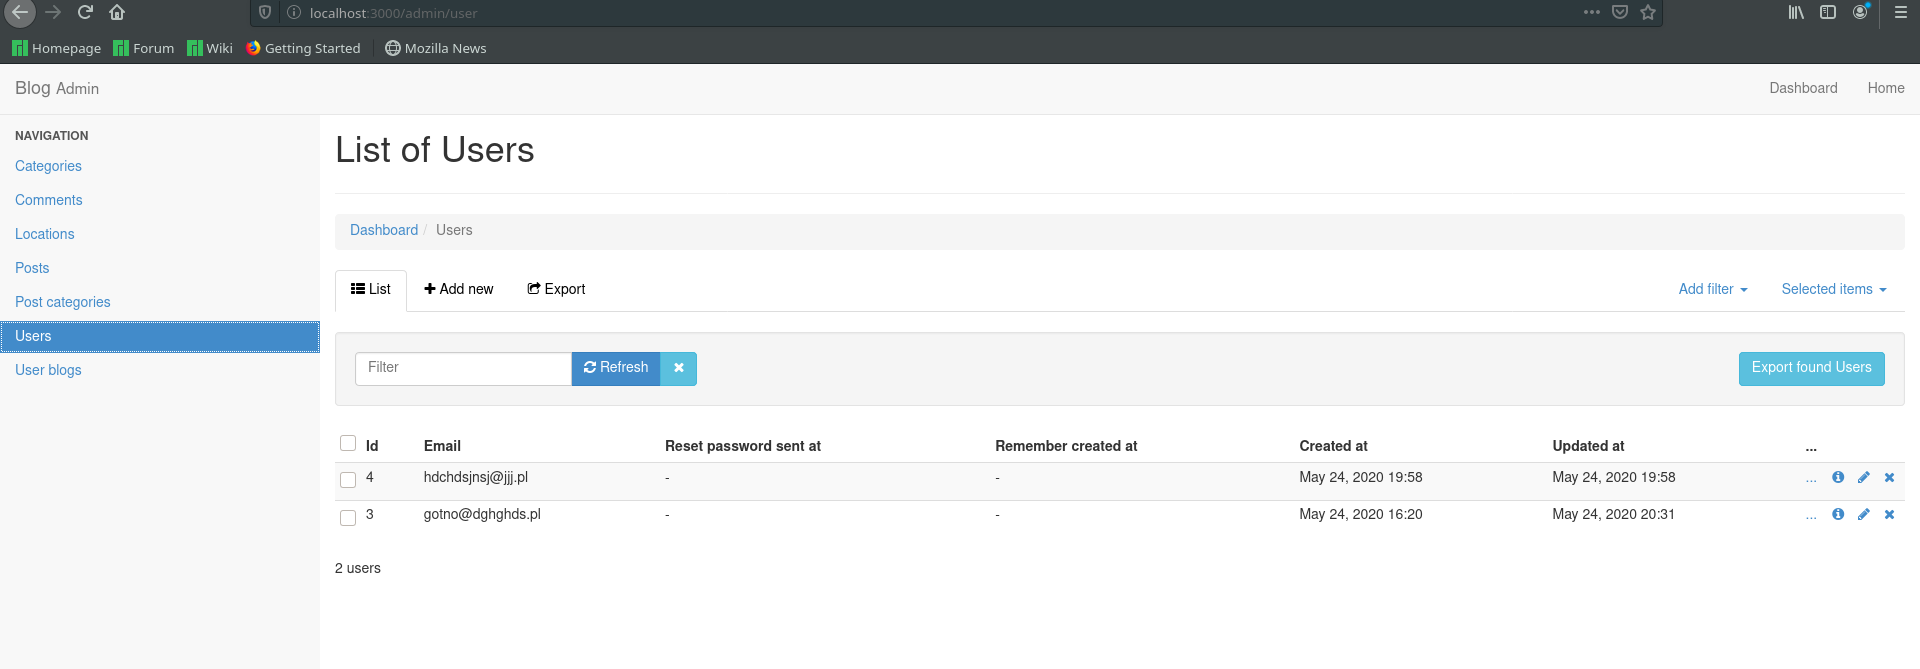 localhost:3000/admin/user
Homepage Forum Wiki Getting Started Mozilla News
Blog Admin Dashboard Home
NAVIGATION
Categories
Comments
Locations
Posts
Post categories
Users
User blogs
List of Users
Dashboard / Users
List Add new Export Add filter Selected items
Filter Refresh Export found Users
Id Email Reset password sent at Remember created at Created at Updated at ...
4 hdchdsjnsj@jjj.pl - - May 24, 2020 19:58 May 24, 2020 19:58 ...
3 gotno@dghghds.pl - - May 24, 2020 16:20 May 24, 2020 20:31 ...
2 users